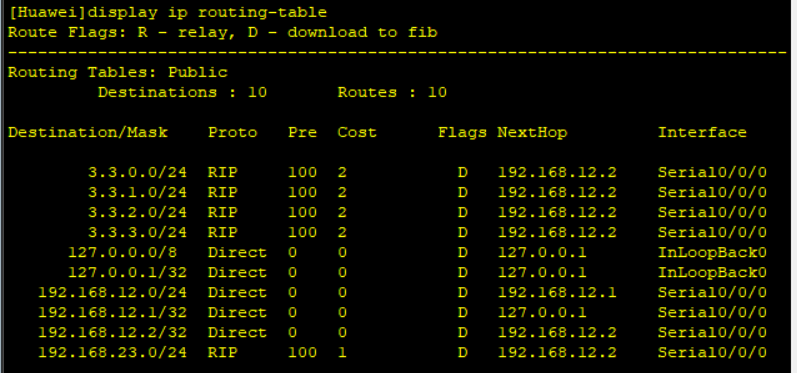 [Huawei]display ip routing-table
Route Flags: R - relay, D - download to fib
------------------------------------------------------------------------------
Routing Tables: Public
Destinations : 10 Routes : 10
Destination/Mask Proto Pre Cost Flags NextHop Interface
3.3.0.0/24 RIP 100 2 D 192.168.12.2 Serial0/0/0
3.3.1.0/24 RIP 100 2 D 192.168.12.2 Serial0/0/0
3.3.2.0/24 RIP 100 2 D 192.168.12.2 Serial0/0/0
3.3.3.0/24 RIP 100 2 D 192.168.12.2 Serial0/0/0
127.0.0.0/8 Direct 0 0 D 127.0.0.1 InLoopBack0
127.0.0.1/32 Direct 0 0 D 127.0.0.1 InLoopBack0
192.168.12.0/24 Direct 0 0 D 192.168.12.1 Serial0/0/0
192.168.12.1/32 Direct 0 0 D 127.0.0.1 Serial0/0/0
192.168.12.2/32 Direct 0 0 D 192.168.12.2 Serial0/0/0
192.168.23.0/24 RIP 100 1 D 192.168.12.2 Serial0/0/0